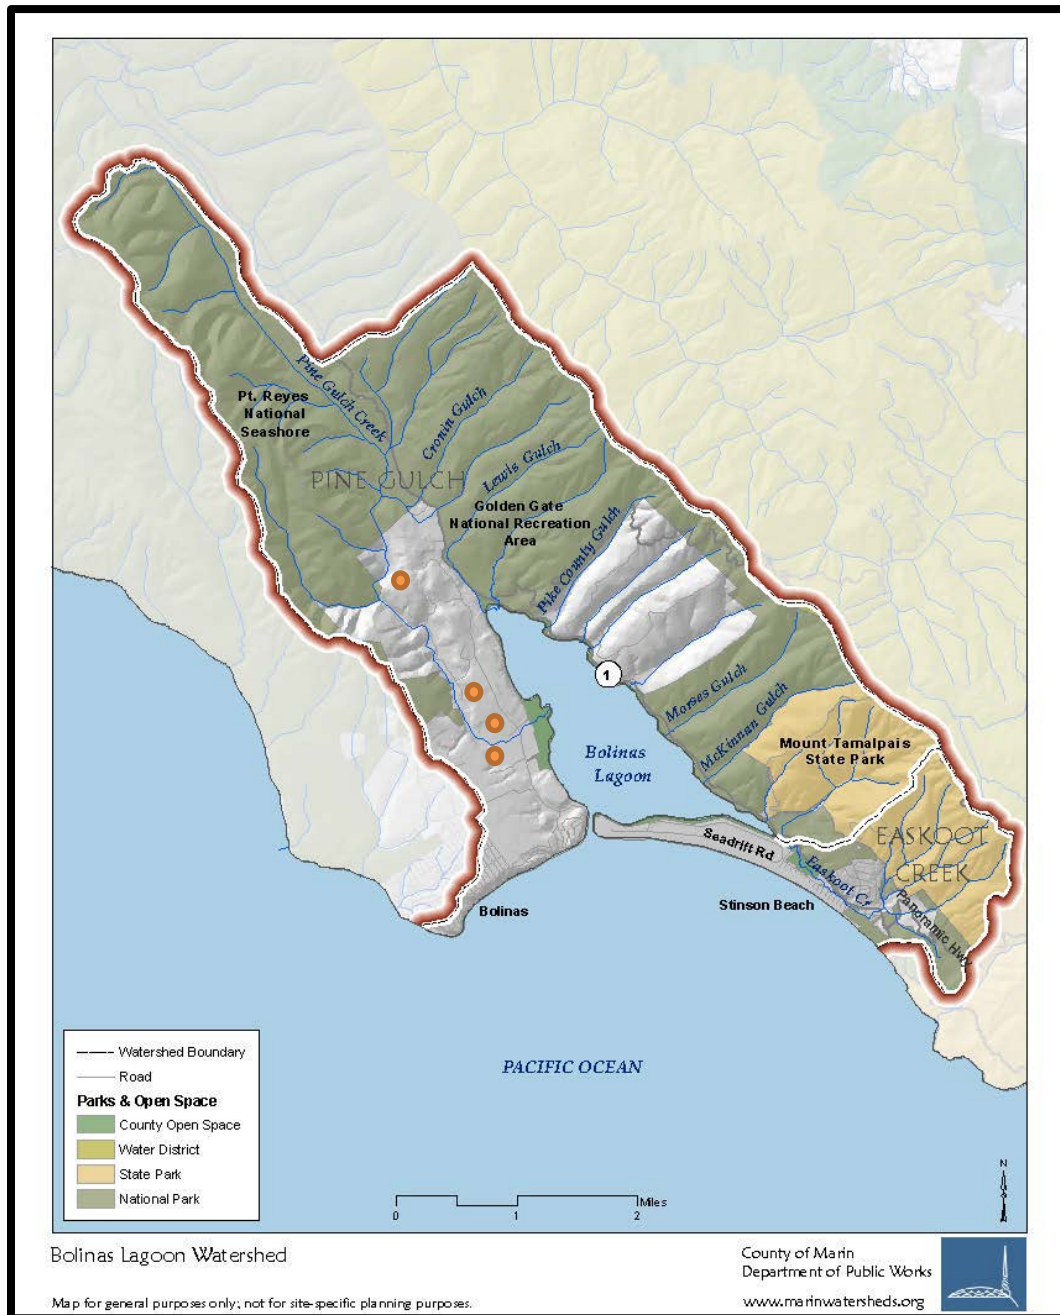 Pine Gulch Creek
Pt. Reyes
National
Seashore
Cronin Gulch
PINE GULCH
Lewis Gulch
Golden Gate
National Recreation
Area
Pike County Gulch
1
Morses Gulch
McKinnan Gulch
Mount Tamalpais
State Park
Bolinas
Lagoon
EASKOOT
CREEK
Seadrift Rd
Easkoot Cr
Panoramic Hwy
Bolinas
Stinson Beach
PACIFIC OCEAN
Watershed Boundary
Road
Parks & Open Space
County Open Space
Water District
State Park
National Park
Miles
0 1 2
N
Bolinas Lagoon Watershed
Map for general purposes only; not for site-specific planning purposes.
County of Marin
Department of Public Works
www.marinwatersheds.org